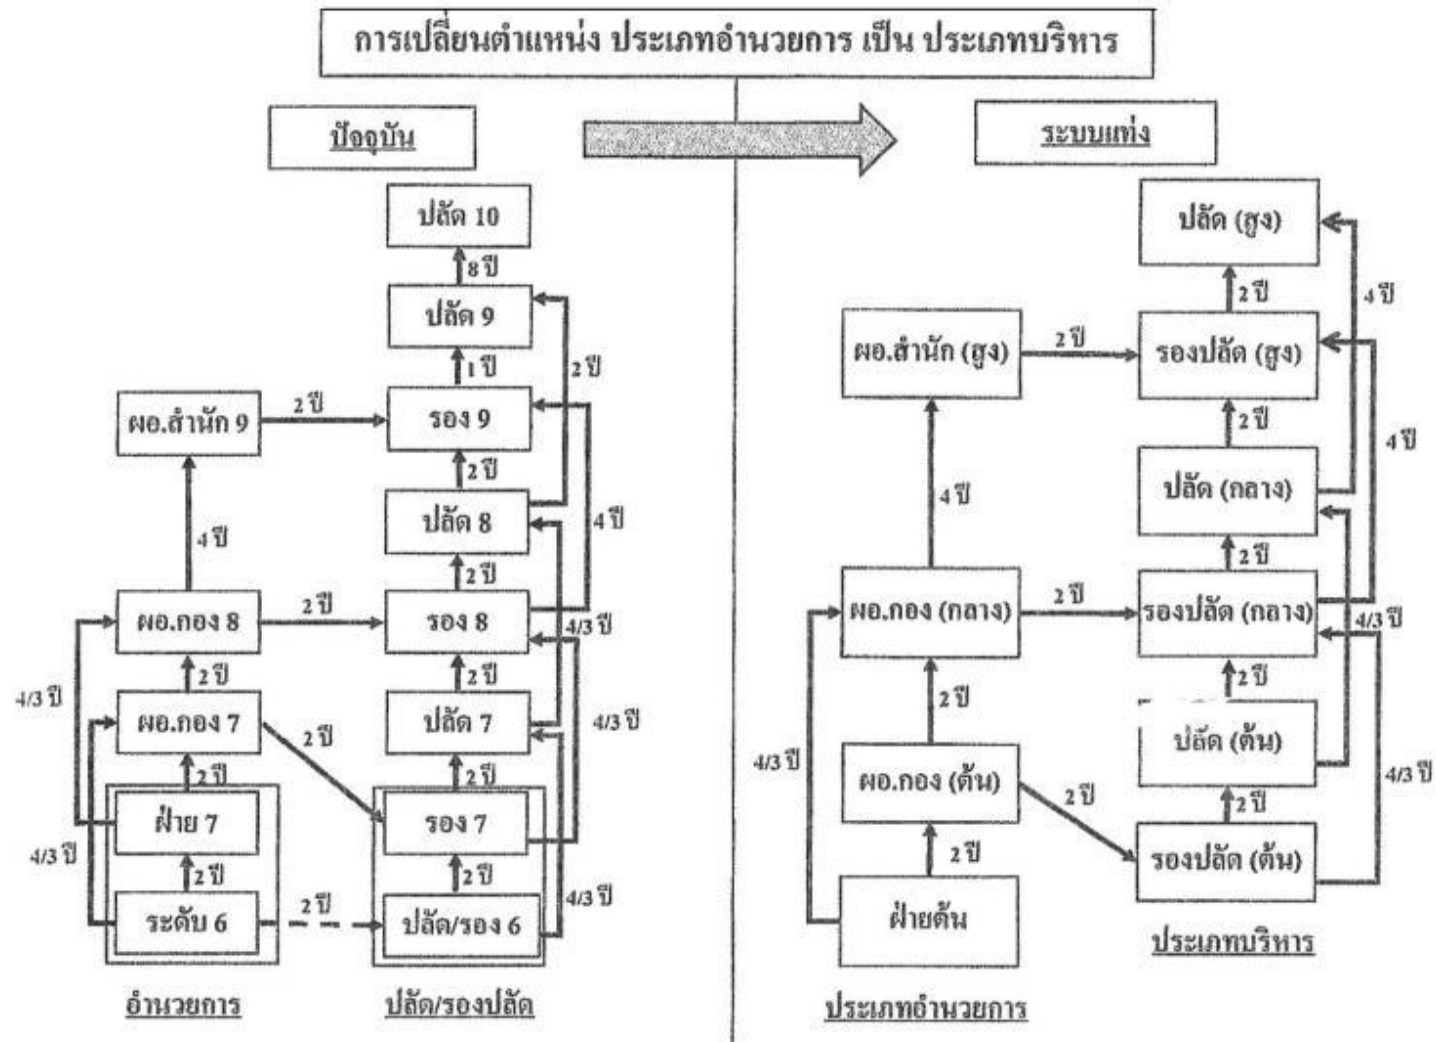 การเปลี่ยนตำแหน่ง ประเภทอำนวยการ เป็น ประเภทบริหาร
ปัจจุบัน
ปลัด 10
8 ปี
ปลัด 9
1 ปี
2 ปี
ผอ.สำนัก 9
2 ปี
รอง 9
2 ปี
4 ปี
ปลัด 8
4 ปี
2 ปี
ผอ.กอง 8
2 ปี
รอง 8
4/3 ปี
4/3 ปี
2 ปี
2 ปี
ผอ.กอง 7
2 ปี
ปลัด 7
4/3 ปี
2 ปี
2 ปี
ฝ่าย 7
รอง 7
4/3 ปี
2 ปี
2 ปี
4/3 ปี
ระดับ 6
2 ปี
ปลัด/รอง 6
อำนวยการ
ปลัด/รองปลัด
ระบบแท่ง
ปลัด (สูง)
2 ปี
4 ปี
ผอ.สำนัก (สูง)
2 ปี
รองปลัด (สูง)
2 ปี
4 ปี
4 ปี
ปลัด (กลาง)
2 ปี
ผอ.กอง (กลาง)
2 ปี
รองปลัด (กลาง)
4/3 ปี
2 ปี
2 ปี
ปลัด (ต้น)
4/3 ปี
ผอ.กอง (ต้น)
2 ปี
2 ปี
4/3 ปี
2 ปี
รองปลัด (ต้น)
ฝ่ายต้น
ประเภทบริหาร
ประเภทอำนวยการ